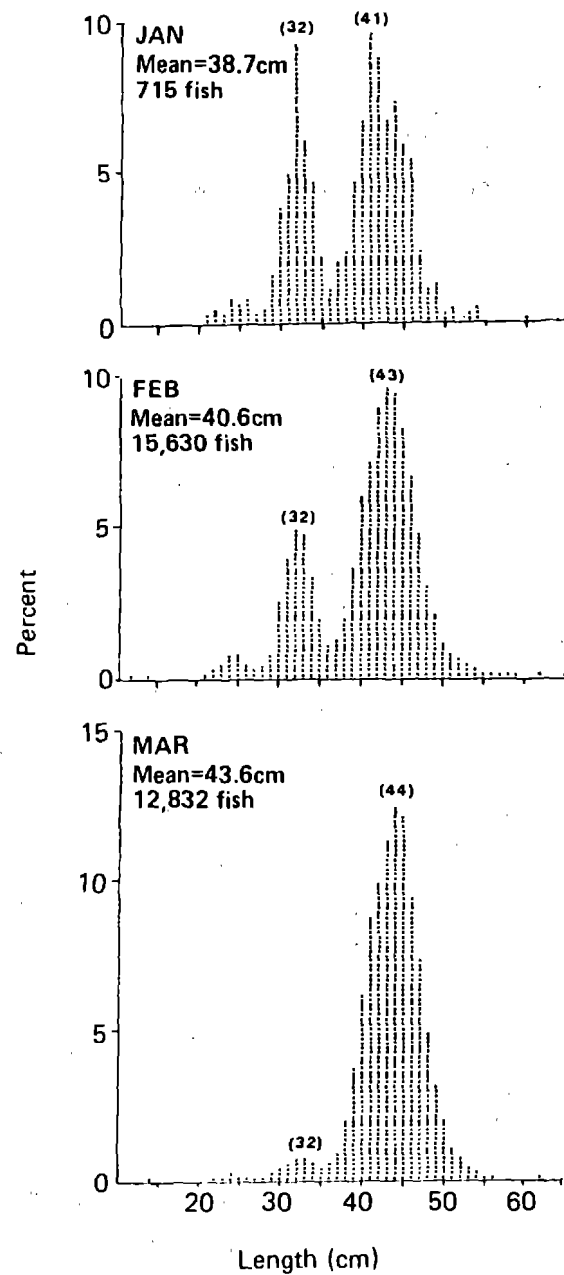 10
JAN
Mean=38.7cm
715 fish
(32)
(41)
5
0
10
FEB
Mean=40.6cm
15,630 fish
(32)
(43)
5
0
Percent
15
MAR
Mean=43.6cm
12,832 fish
(32)
(44)
10
5
0
20 30 40 50 60
Length (cm)